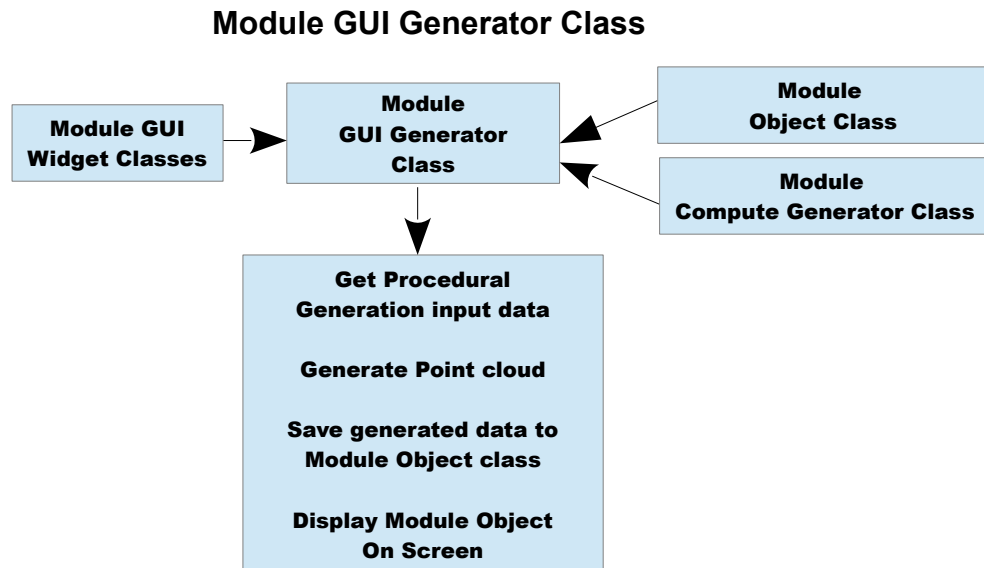 Module GUI Generator Class
Module GUI
Widget Classes
Module
GUI Generator
Class
Module
Object Class
Module
Compute Generator Class
Get Procedural
Generation input data
Generate Point cloud
Save generated data to
Module Object class
Display Module Object
On Screen